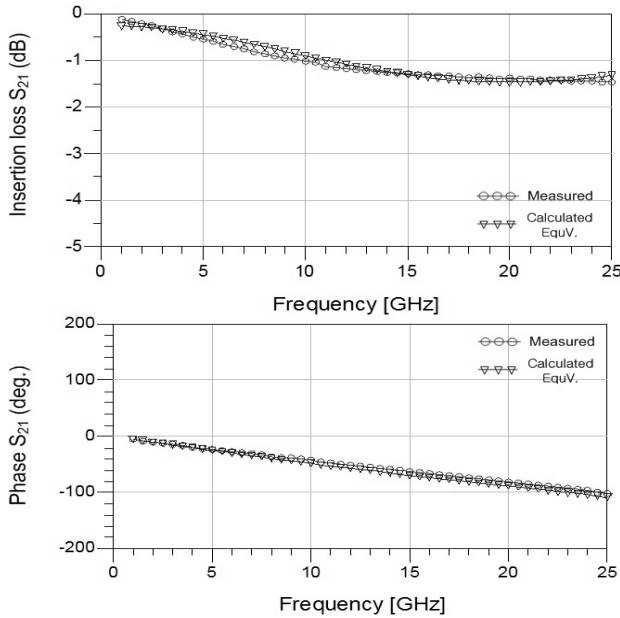 Insertion loss S21 (dB)
0
-1
-2
-3
-4
-5
0 5 10 15 20 25
Frequency [GHz]
Measured
Calculated
EquV.
Phase S21 (deg.)
200
100
0
-100
-200
0 5 10 15 20 25
Frequency [GHz]
Measured
Calculated
EquV.